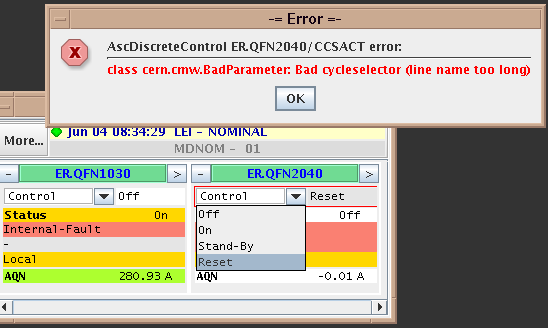 -= Error =-
AscDiscreteControl ER.QFN2040/CCSACT error:
class cern.cmw.BadParameter: Bad cycleselector (line name too long)
OK
More... Jun 04 08:34:29 LEI - NOMINAL
MDNOM - 01
- ER.QFN1030 > - ER.QFN2040 >
Control Off Control Reset
Status On Off Off
Internal-Fault On
- Stand-By
Local Reset
AQN 280.93 A AQN -0.01 A